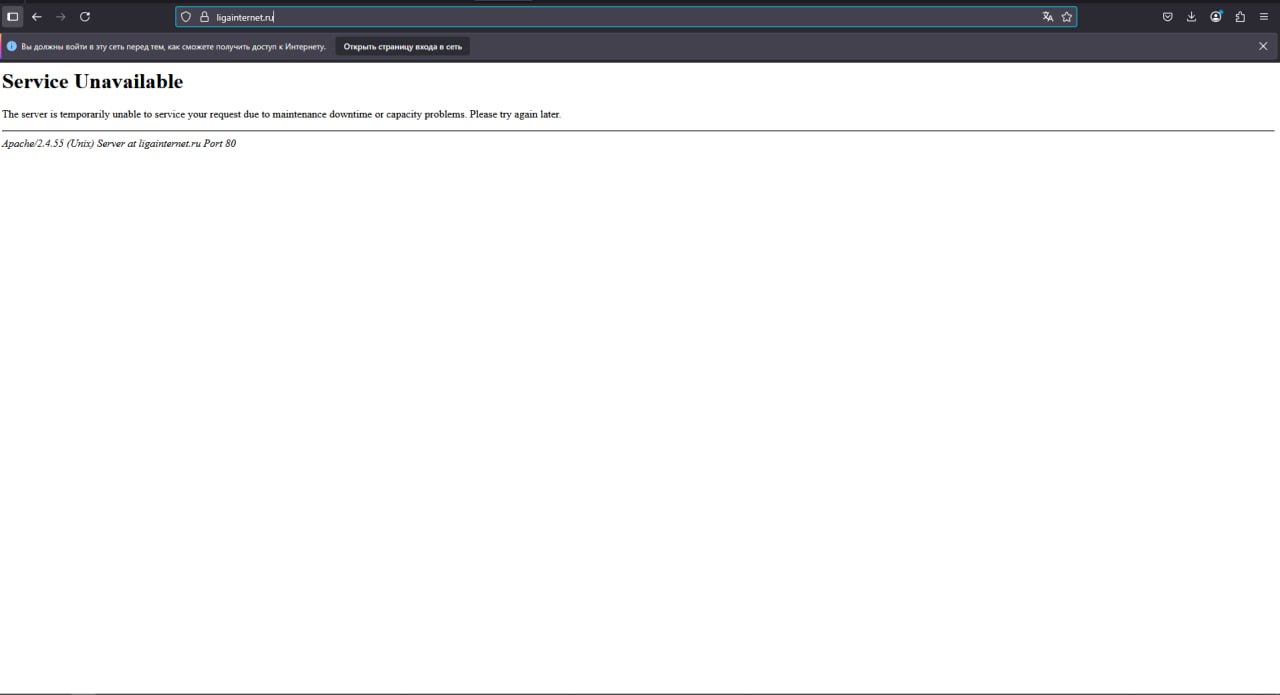 ligainternet.ru
Вы должны войти в эту сеть перед тем, как сможете получить доступ к Интернету. Открыть страницу входа в сеть
Service Unavailable
The server is temporarily unable to service your request due to maintenance downtime or capacity problems. Please try again later.
Apache/2.4.55 (Unix) Server at ligainternet.ru Port 80